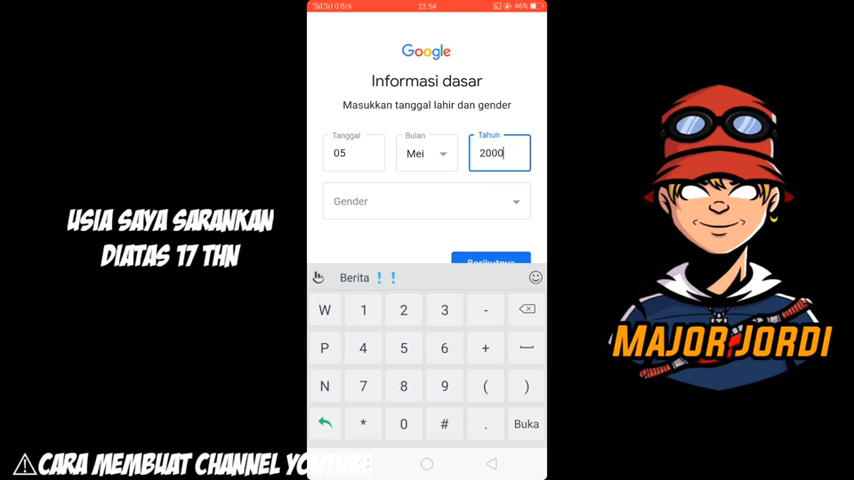 22.54
46%
Google
Informasi dasar
Masukkan tanggal lahir dan gender
Tanggal
Bulan
Tahun
05
Mei
2000
Gender
Berikutnya
USIA SAYA SARANKAN
DIATAS 17 THN
MAJOR JORDI
Berita ❗ ❗
W 1 2 3 -
P 4 5 6 +
N 7 8 9 ( )
* 0 # . Buka
⚠CARA MEMBUAT CHANNEL YOUTUBE